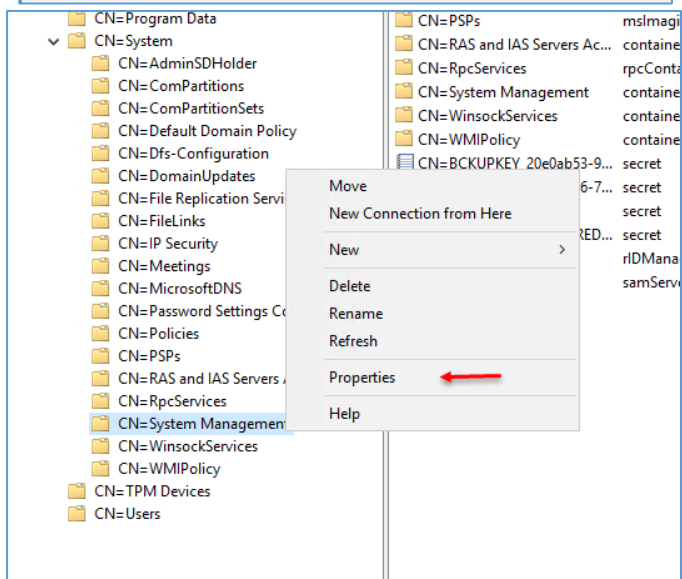 CN=Program Data
CN=System
CN=AdminSDHolder
CN=ComPartitions
CN=ComPartitionSets
CN=Default Domain Policy
CN=Dfs-Configuration
CN=DomainUpdates
CN=File Replication Servi
CN=FileLinks
CN=IP Security
CN=Meetings
CN=MicrosoftDNS
CN=Password Settings Co
CN=Policies
CN=PSPs
CN=RAS and IAS Servers A
CN=RpcServices
CN=System Management
CN=WinsockServices
CN=WMIPolicy
CN=TPM Devices
CN=Users
CN=PSPs msImagi
CN=RAS and IAS Servers Ac... containe
CN=RpcServices rpcConta
CN=System Management containe
CN=WinsockServices containe
CN=WMIPolicy containe
CN=BCKUPKEY_20e0ab53-9... secret
6-7... secret
secret
RED... secret
rIDManag
samServe
Move
New Connection from Here
New
Delete
Rename
Refresh
Properties
Help